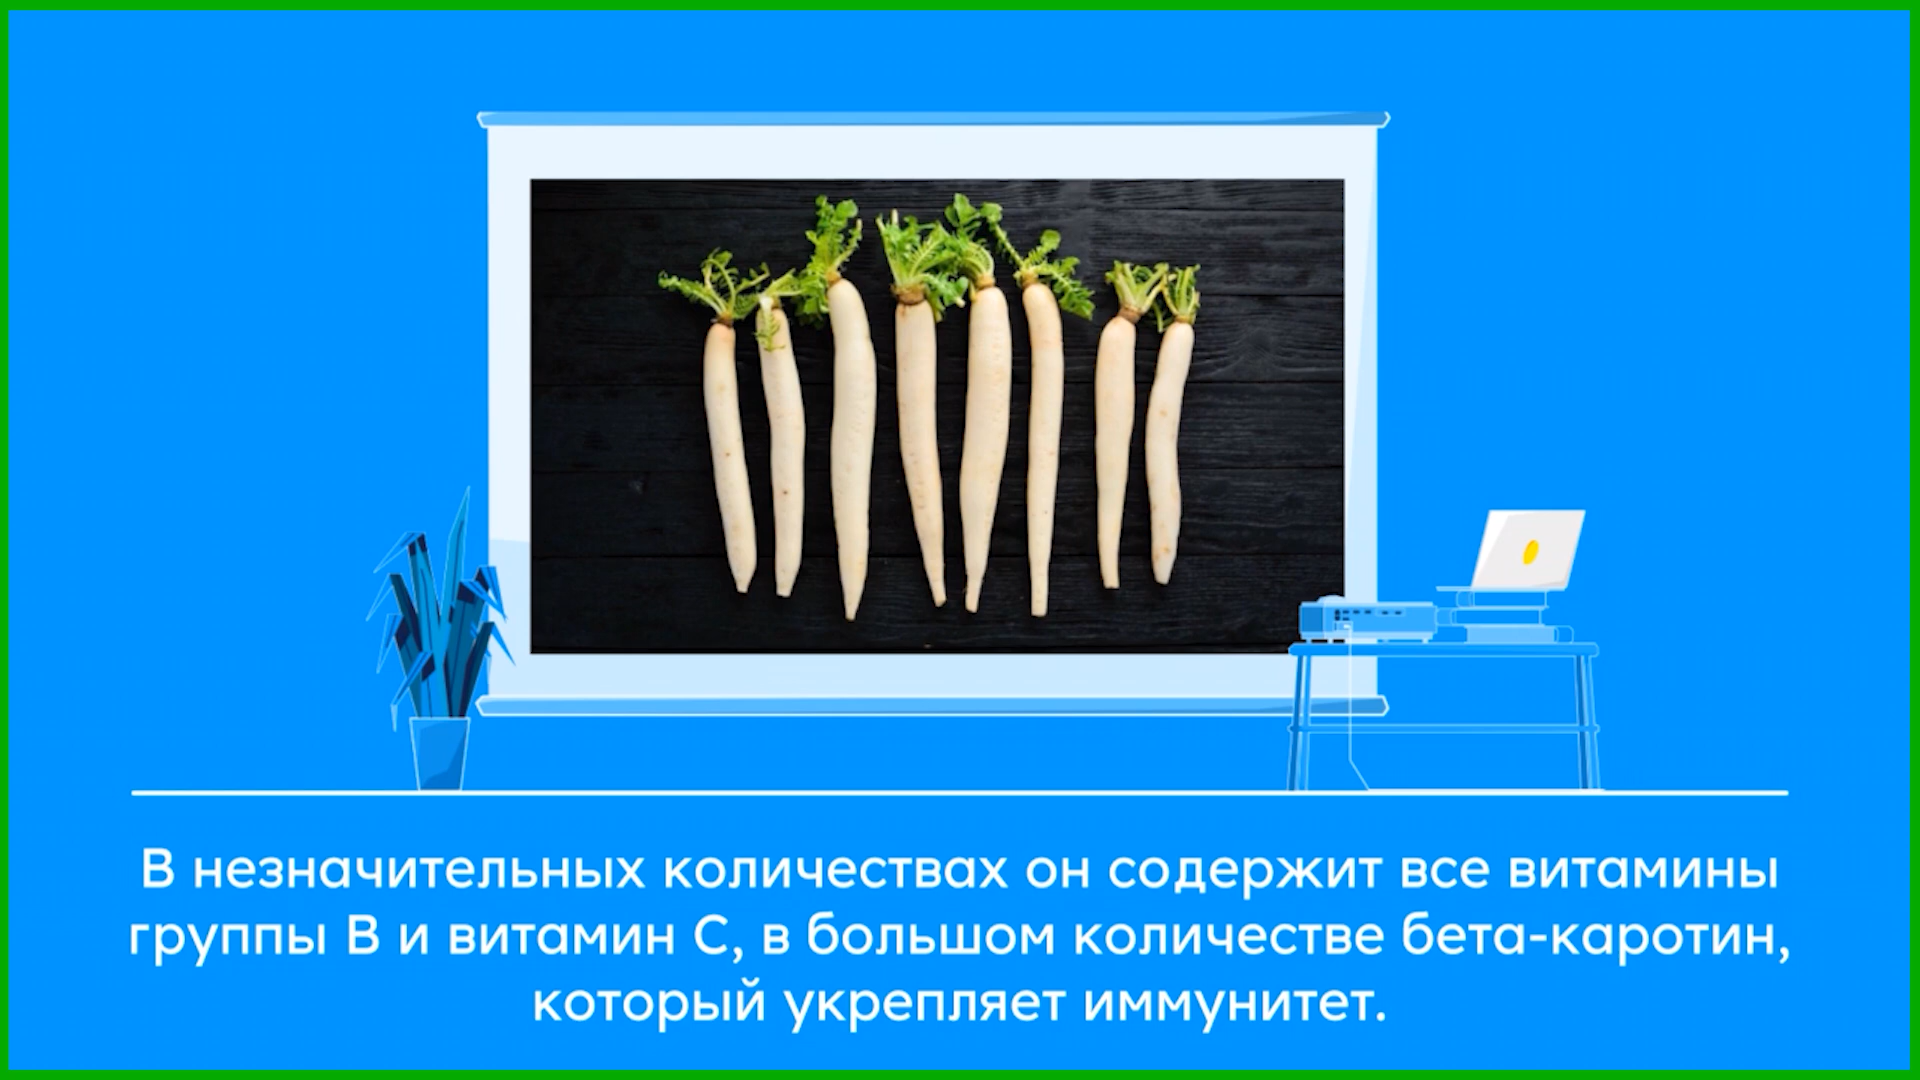 В незначительных количествах он содержит все витамины
группы В и витамин С, в большом количестве бета-каротин,
который укрепляет иммунитет.